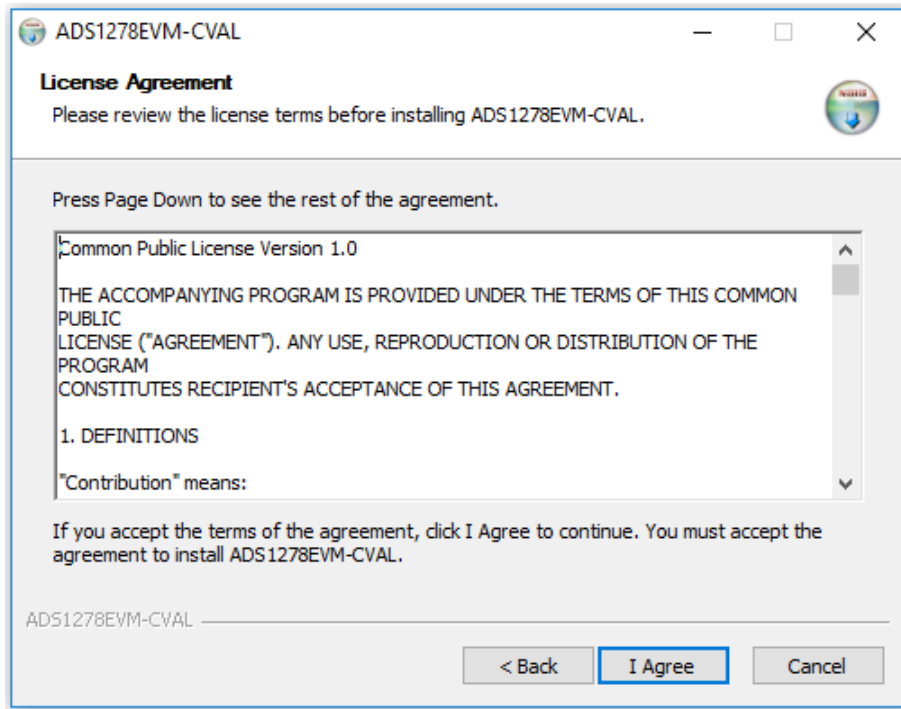 ADS1278EVM-CVAL
License Agreement
Please review the license terms before installing ADS1278EVM-CVAL.
Press Page Down to see the rest of the agreement.
Common Public License Version 1.0
THE ACCOMPANYING PROGRAM IS PROVIDED UNDER THE TERMS OF THIS COMMON
PUBLIC
LICENSE ("AGREEMENT"). ANY USE, REPRODUCTION OR DISTRIBUTION OF THE
PROGRAM
CONSTITUTES RECIPIENT'S ACCEPTANCE OF THIS AGREEMENT.
1. DEFINITIONS
"Contribution" means:
If you accept the terms of the agreement, click I Agree to continue. You must accept the
agreement to install ADS1278EVM-CVAL.
ADS1278EVM-CVAL
< Back
I Agree
Cancel